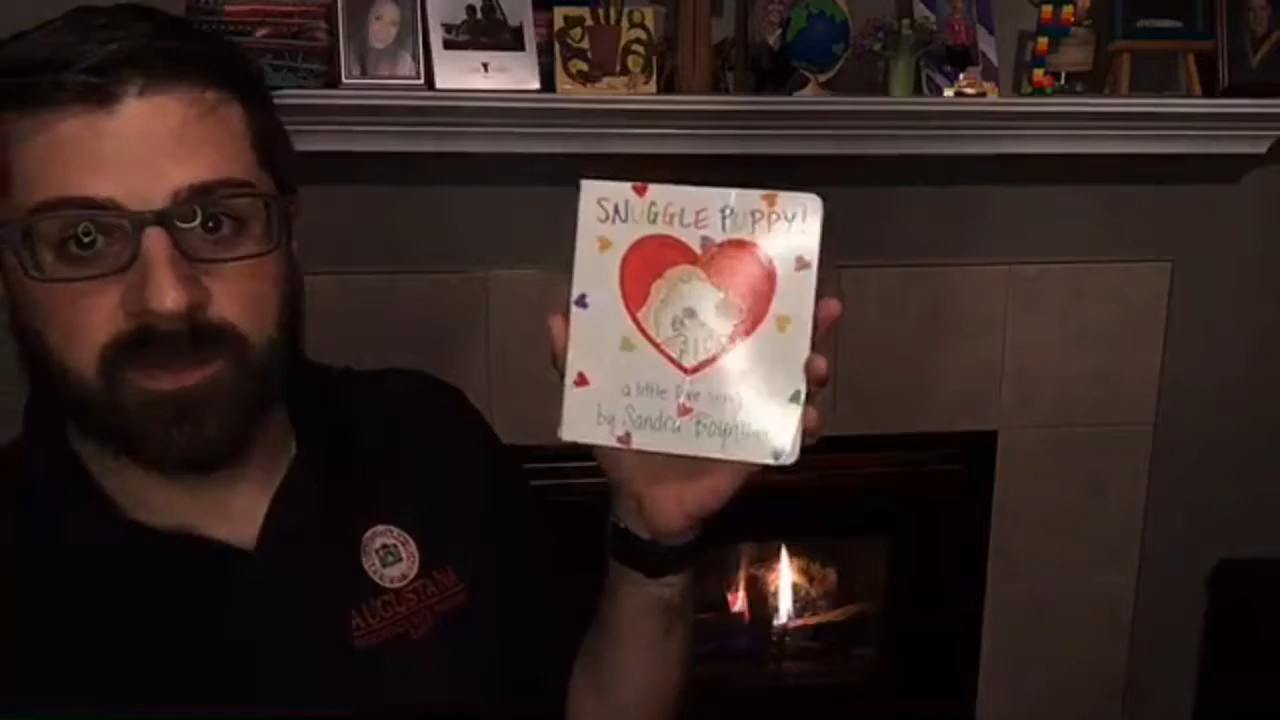 SNUGGLE PUPPY!
a little love song
by Sandra Boynton
AUGUSTANA